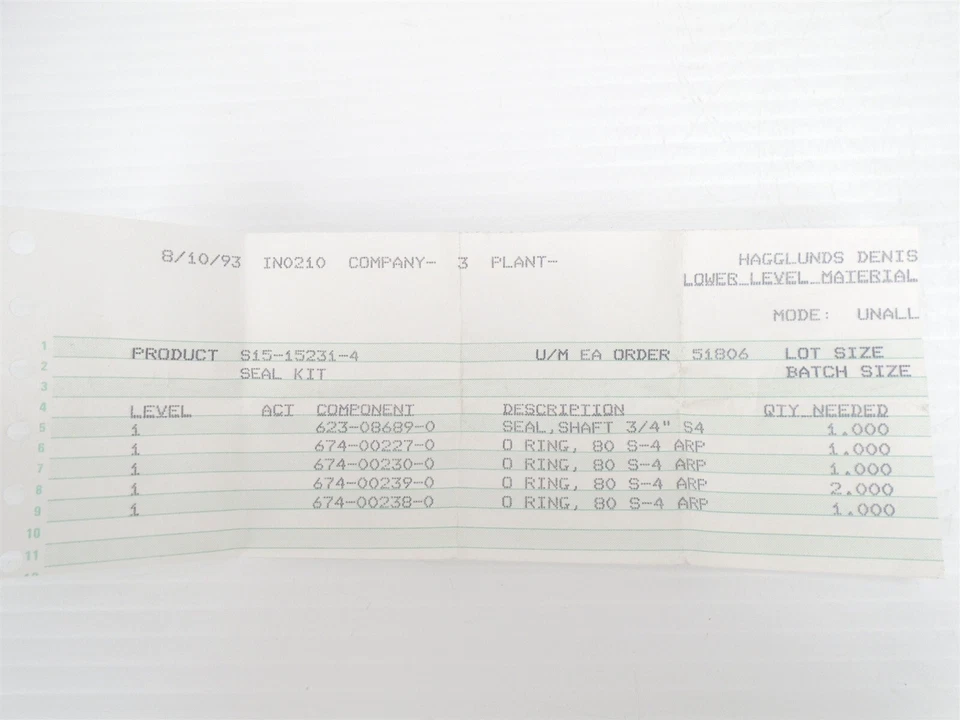 8/10/93 IN0210 COMPANY- 3 PLANT- HAGGLUNDS DENIS
LOWER LEVEL MATERIAL
MODE: UNALL
1
PRODUCT S15-15231-4 U/M EA ORDER 51806 LOT SIZE
2 SEAL KIT BATCH SIZE
3
4 LEVEL ACT COMPONENT DESCRIPTION QTY NEEDED
5 1 623-08689-0 SEAL,SHAFT 3/4" S4 1.000
6 1 674-00227-0 O RING, 80 S-4 ARP 1.000
7 1 674-00230-0 O RING, 80 S-4 ARP 1.000
8 1 674-00239-0 O RING, 80 S-4 ARP 2.000
9 1 674-00238-0 O RING, 80 S-4 ARP 1.000
10
11